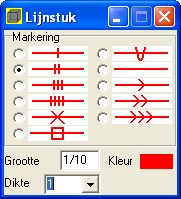 Lijnstuk
Markering
Grootte 1/10 Kleur
Dikte 1